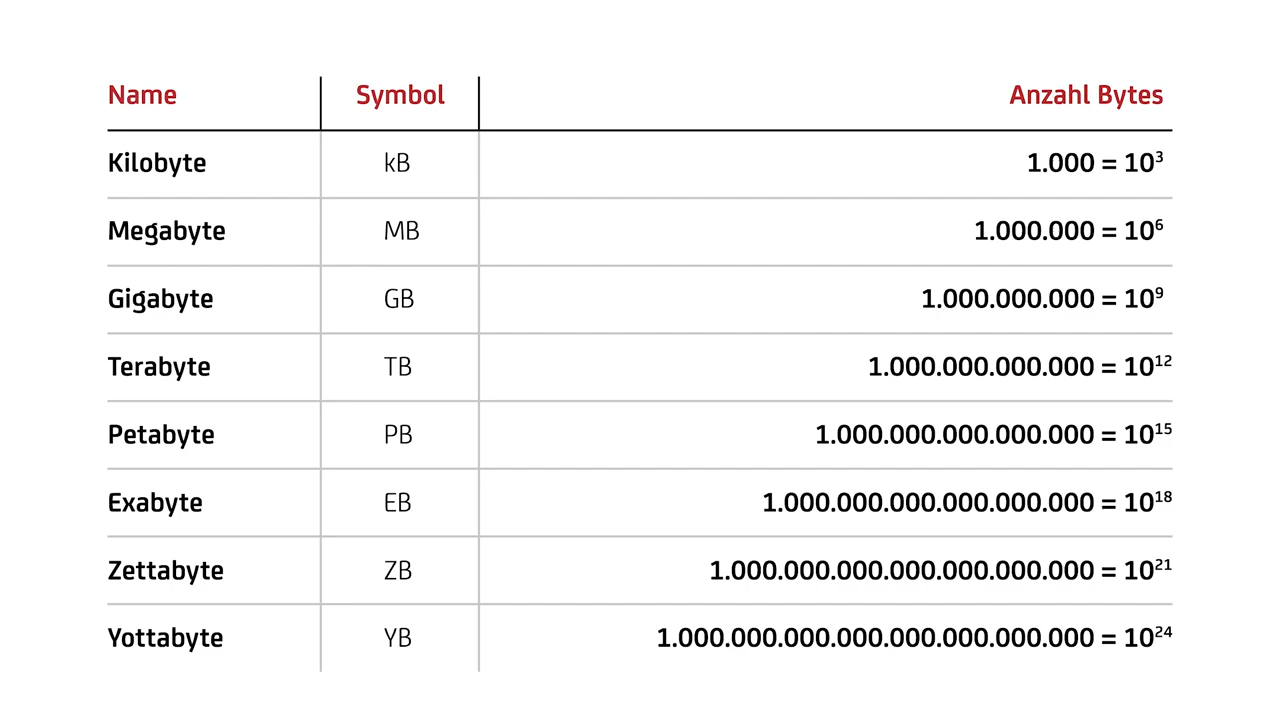 Name Symbol Anzahl Bytes
Kilobyte kB 1.000 = 10³
Megabyte MB 1.000.000 = 10⁶
Gigabyte GB 1.000.000.000 = 10⁹
Terabyte TB 1.000.000.000.000 = 10¹²
Petabyte PB 1.000.000.000.000.000 = 10¹⁵
Exabyte EB 1.000.000.000.000.000.000 = 10¹⁸
Zettabyte ZB 1.000.000.000.000.000.000.000 = 10²¹
Yottabyte YB 1.000.000.000.000.000.000.000.000 = 10²⁴